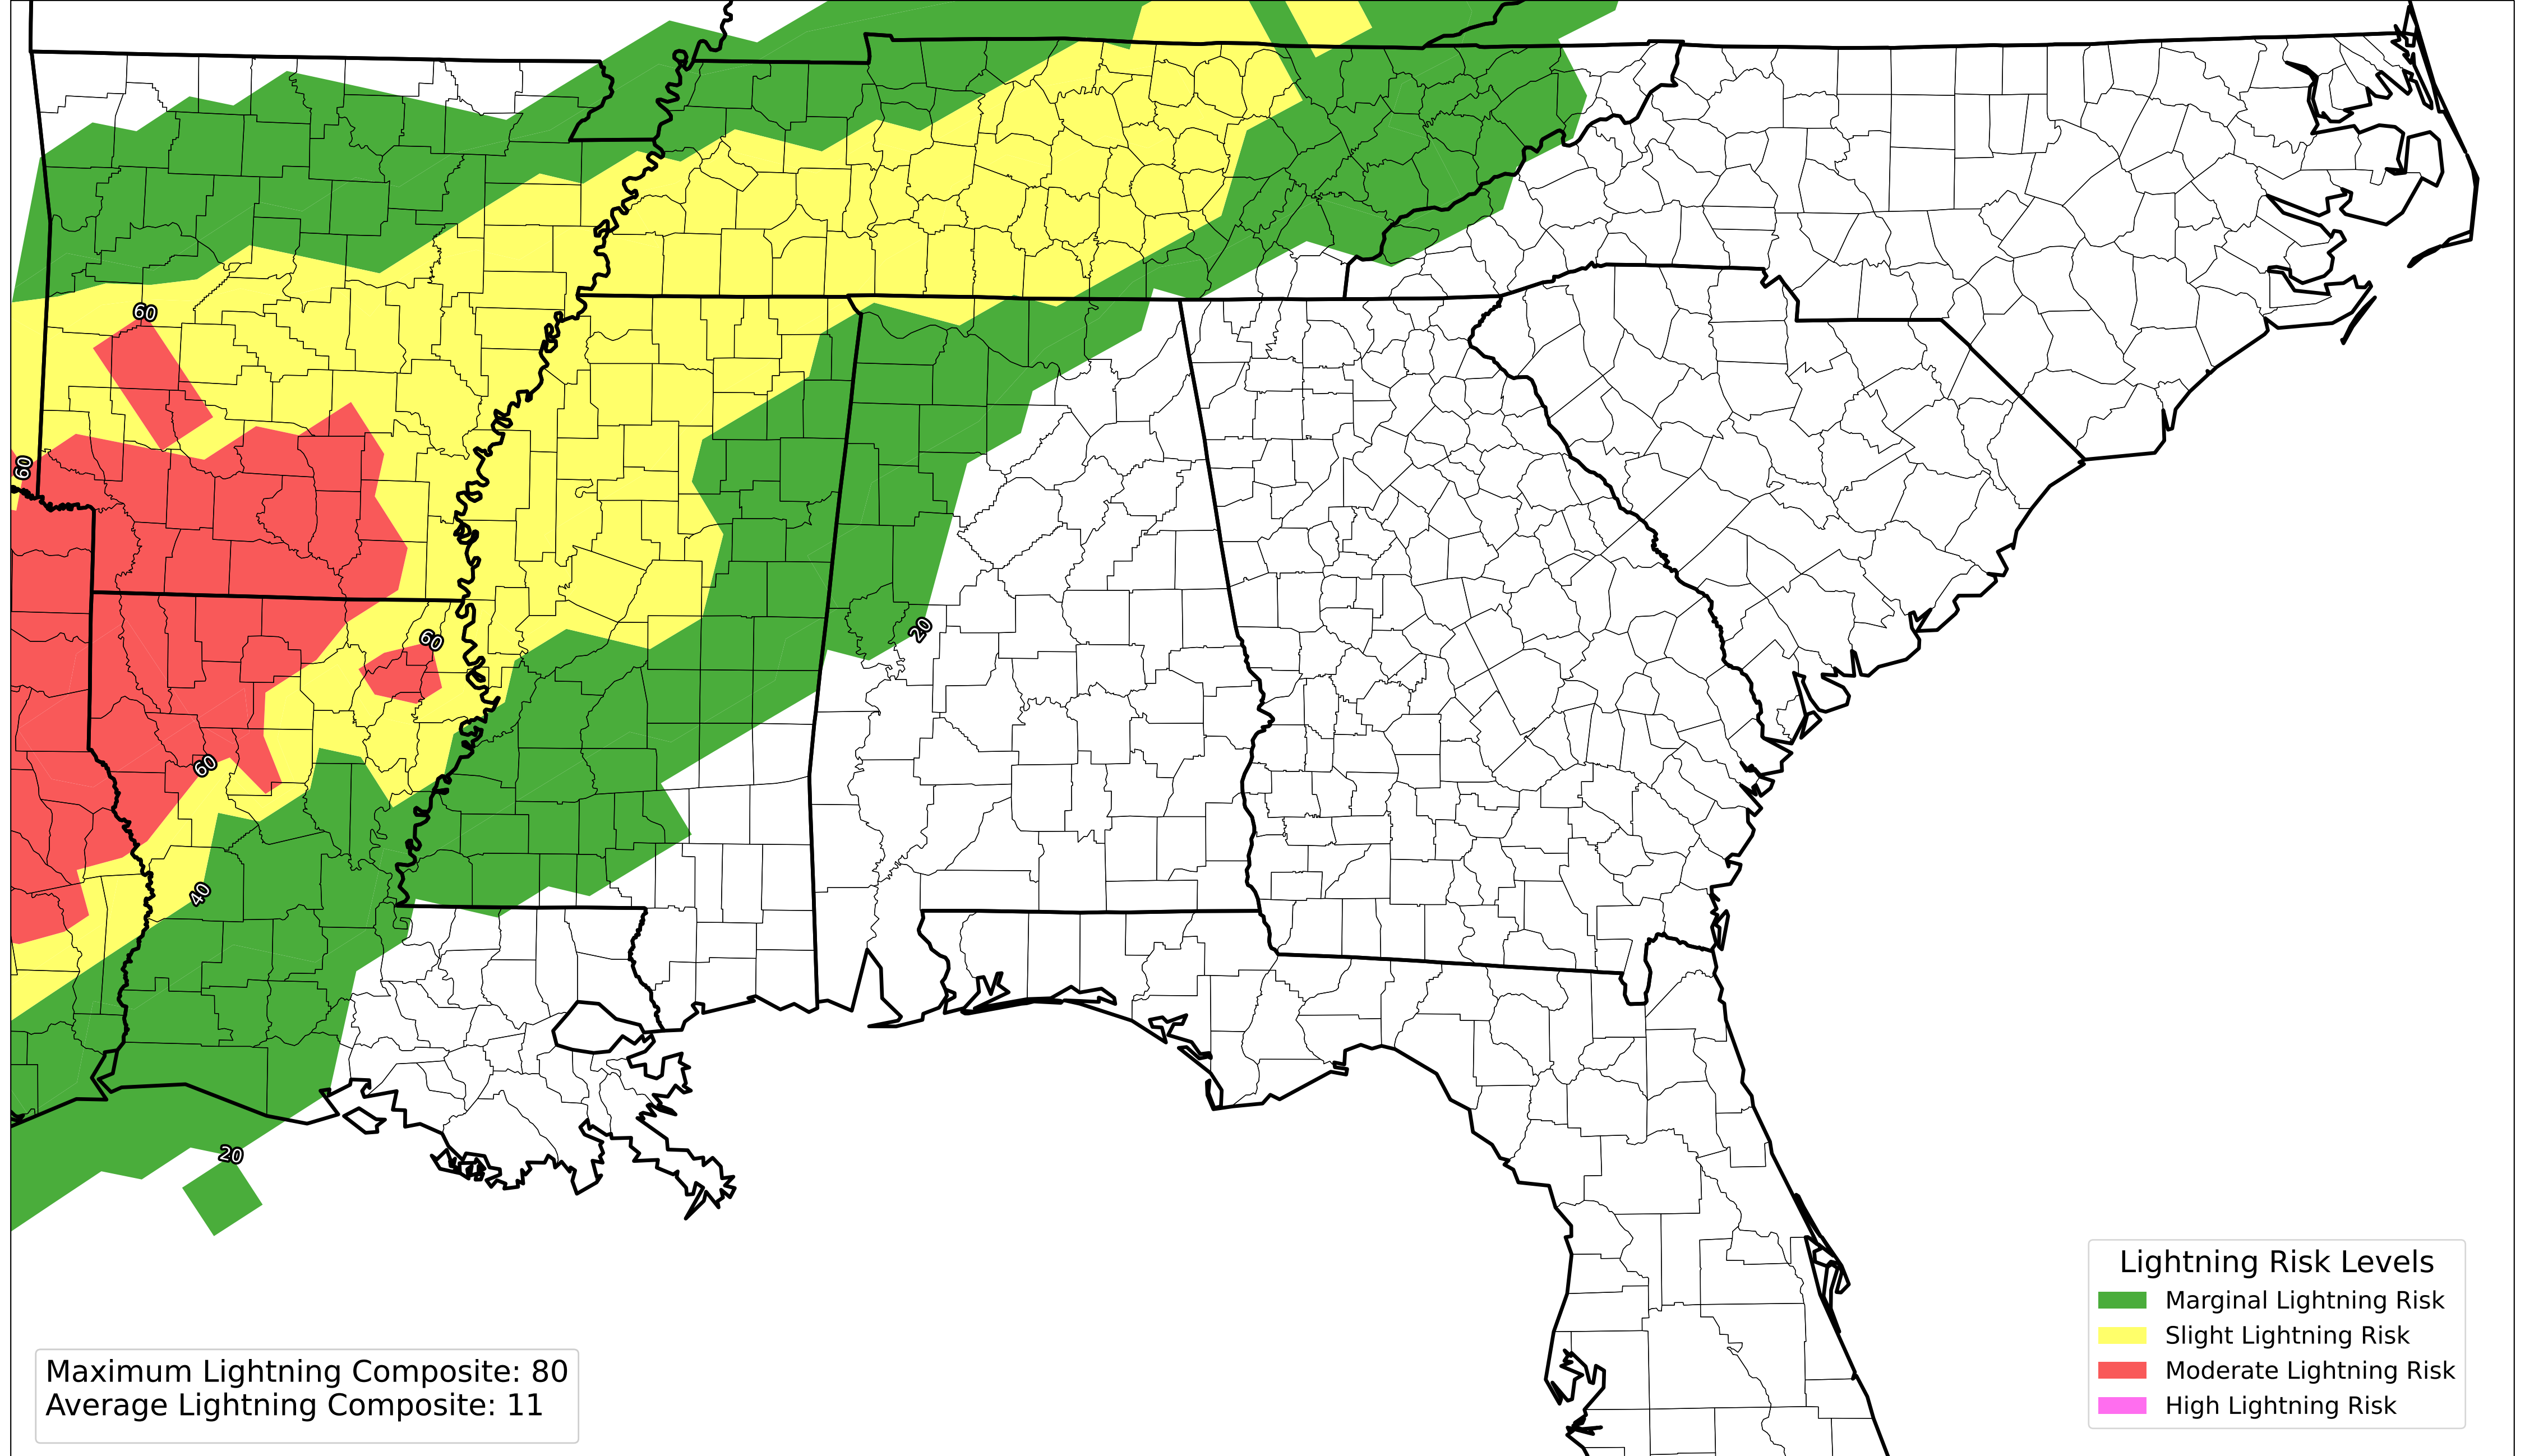 60
60
60
20
60
40
20
Lightning Risk Levels
Marginal Lightning Risk
Slight Lightning Risk
Moderate Lightning Risk
High Lightning Risk
Maximum Lightning Composite: 80
Average Lightning Composite: 11